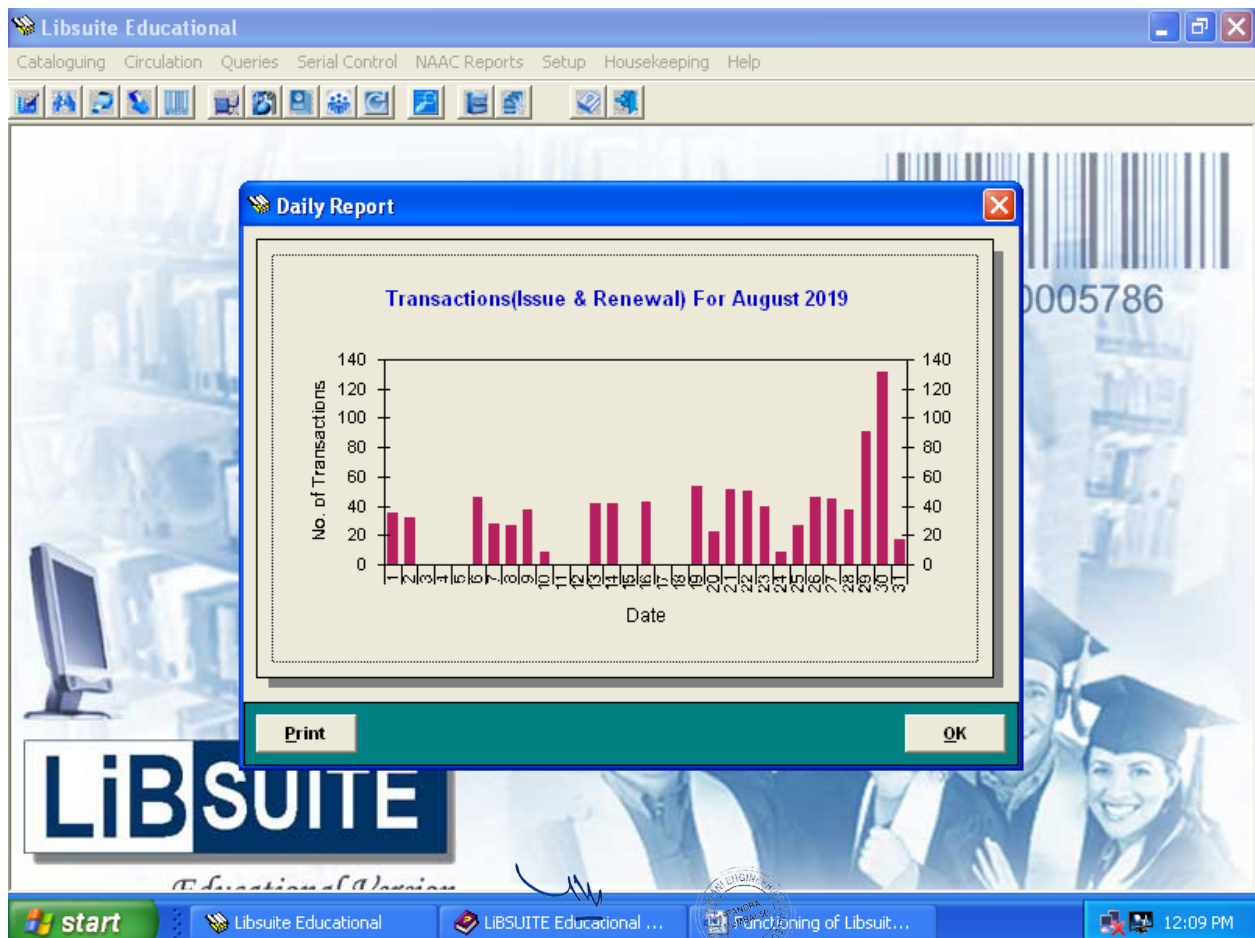 Libsuite Educational
Cataloguing Circulation Queries Serial Control NAAC Reports Setup Housekeeping Help
0005786
Daily Report
Transactions(Issue & Renewal) For August 2019
140 140
120 120
100 100
80 80
60 60
40 40
20 20
0 0
No. of Transactions
1 2 3 4 5 6 7 8 9 10 11 12 13 14 15 16 17 18 19 20 21 22 23 24 25 26 27 28 29 30 31
Date
Print OK
LiBSUITE
Educational Version
start Libsuite Educational LiBSUITE Educational ... Functioning of Libsuit... 12:09 PM